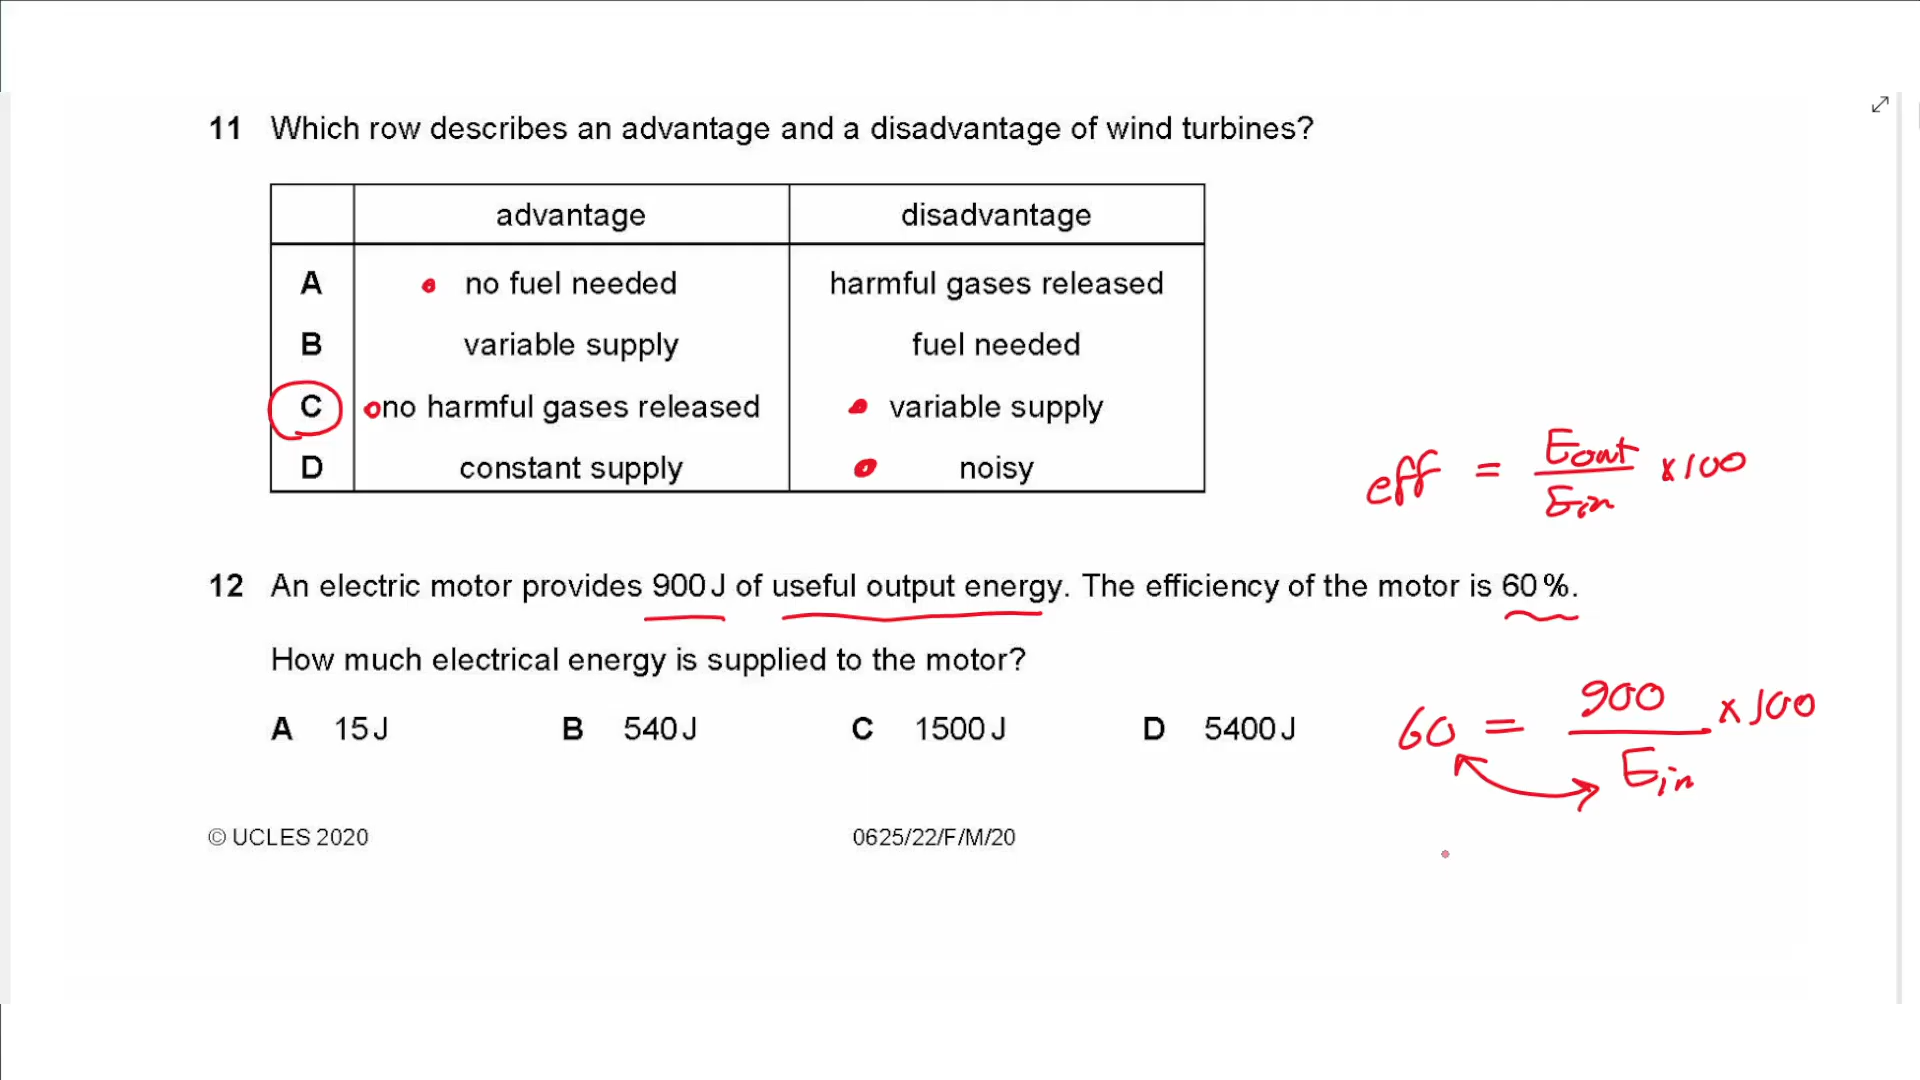 11 Which row describes an advantage and a disadvantage of wind turbines?
advantage disadvantage
A no fuel needed harmful gases released
B variable supply fuel needed
C no harmful gases released variable supply
D constant supply noisy
eff = Eout / Ein x100
12 An electric motor provides 900 J of useful output energy. The efficiency of the motor is 60%.
How much electrical energy is supplied to the motor?
A 15 J B 540 J C 1500 J D 5400 J
60 = 900 / Ein x100
© UCLES 2020 0625/22/F/M/20